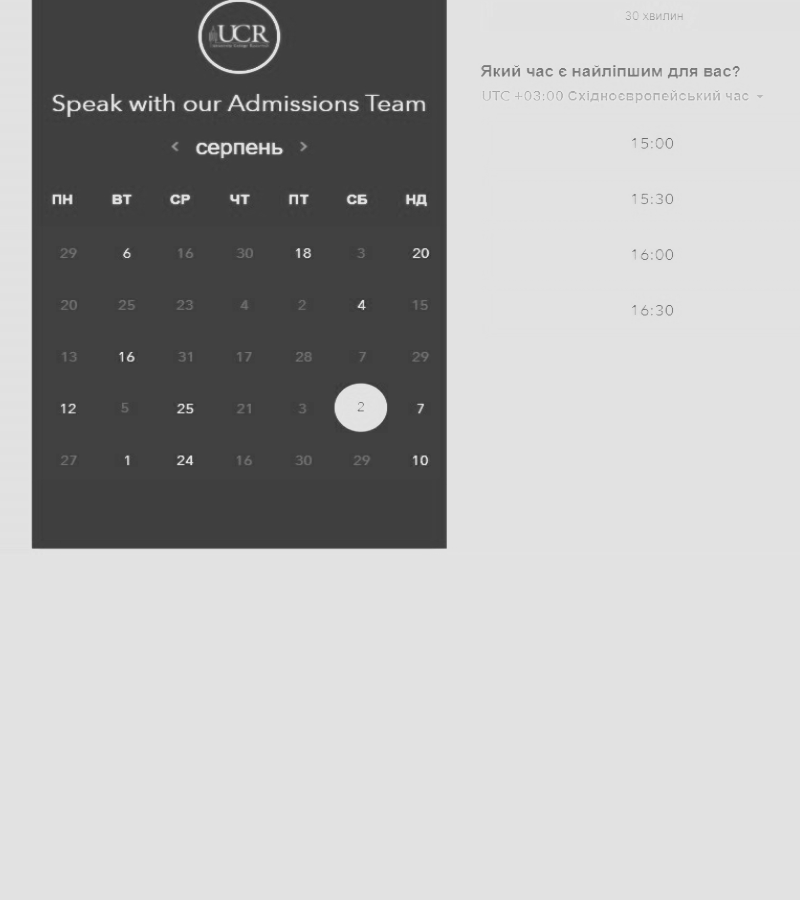 UCR
Speak with our Admissions Team
< серпень >
ПН ВТ СР ЧТ ПТ СБ НД
29 6 16 30 18 3 20
20 25 23 4 2 4 15
13 16 31 17 28 7 29
12 5 25 21 3 2 7
27 1 24 16 30 29 10
30 хвилин
Який час є найліпшим для вас?
UTC +03:00 Східноєвропейський час
15:00
15:30
16:00
16:30